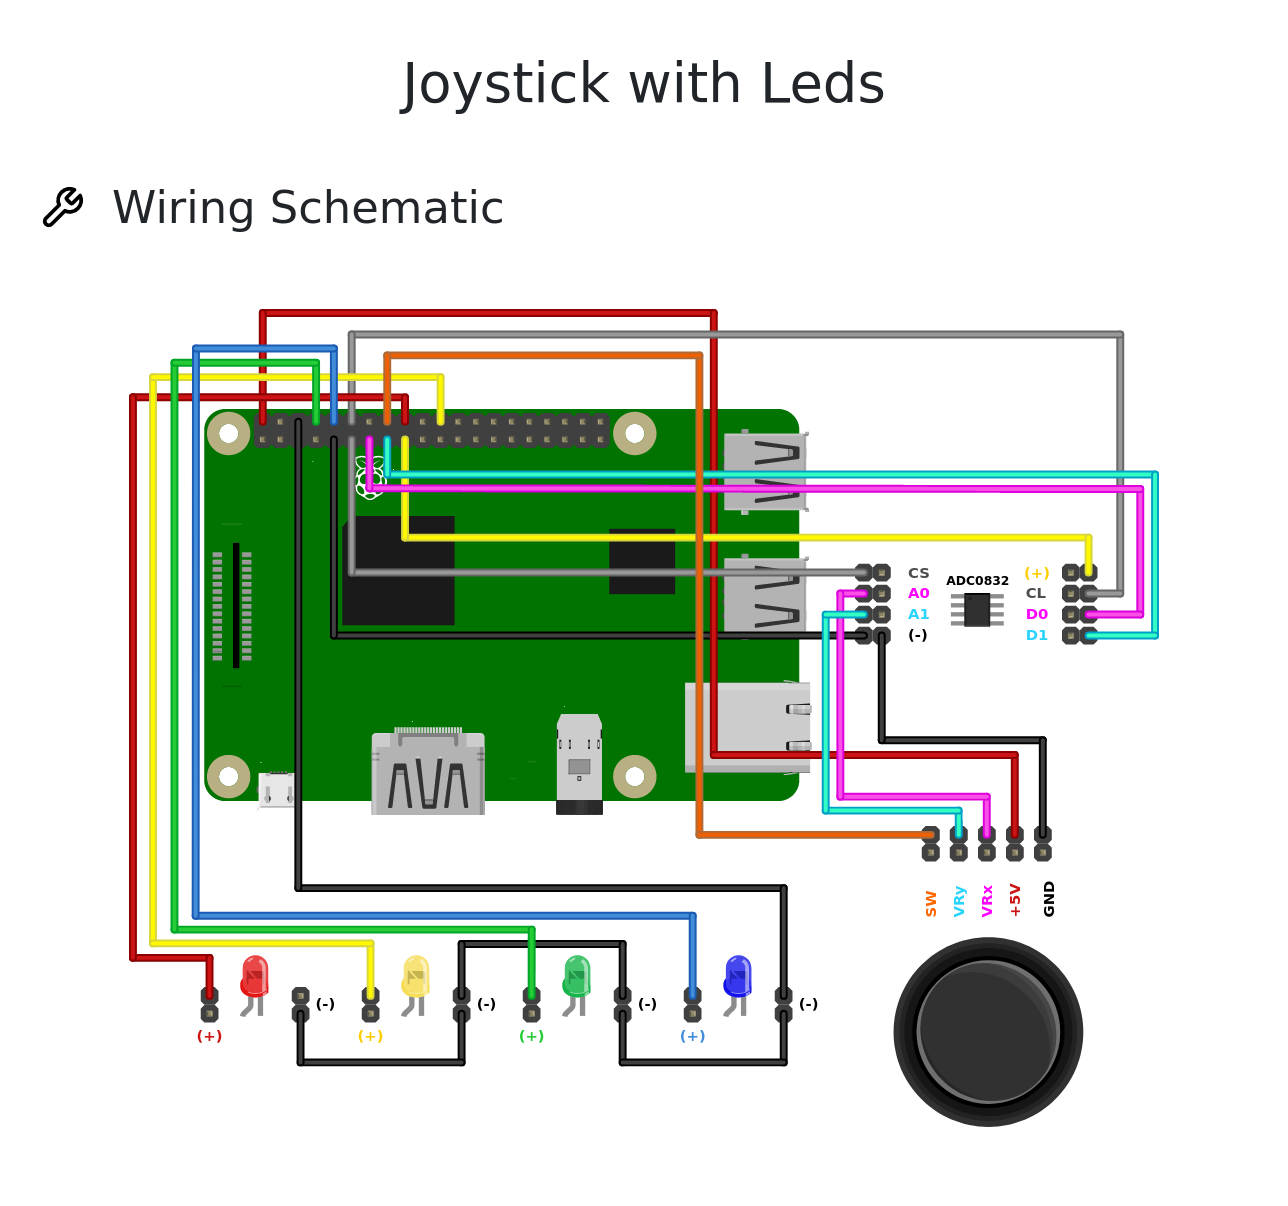 Joystick with Leds
Wiring Schematic
CS ADC0832 (+)
A0 CL
A1 D0
(-) D1
SW VRy VRx +5V GND
(-) (-) (-) (-)
(+) (+) (+) (+)